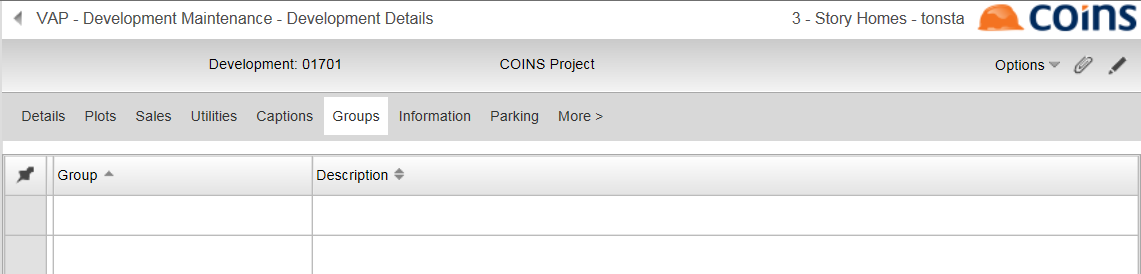 VAP - Development Maintenance - Development Details
3 - Story Homes - tonsta
coins
Development: 01701
COINS Project
Options
Details Plots Sales Utilities Captions Groups Information Parking More >
Group
Description